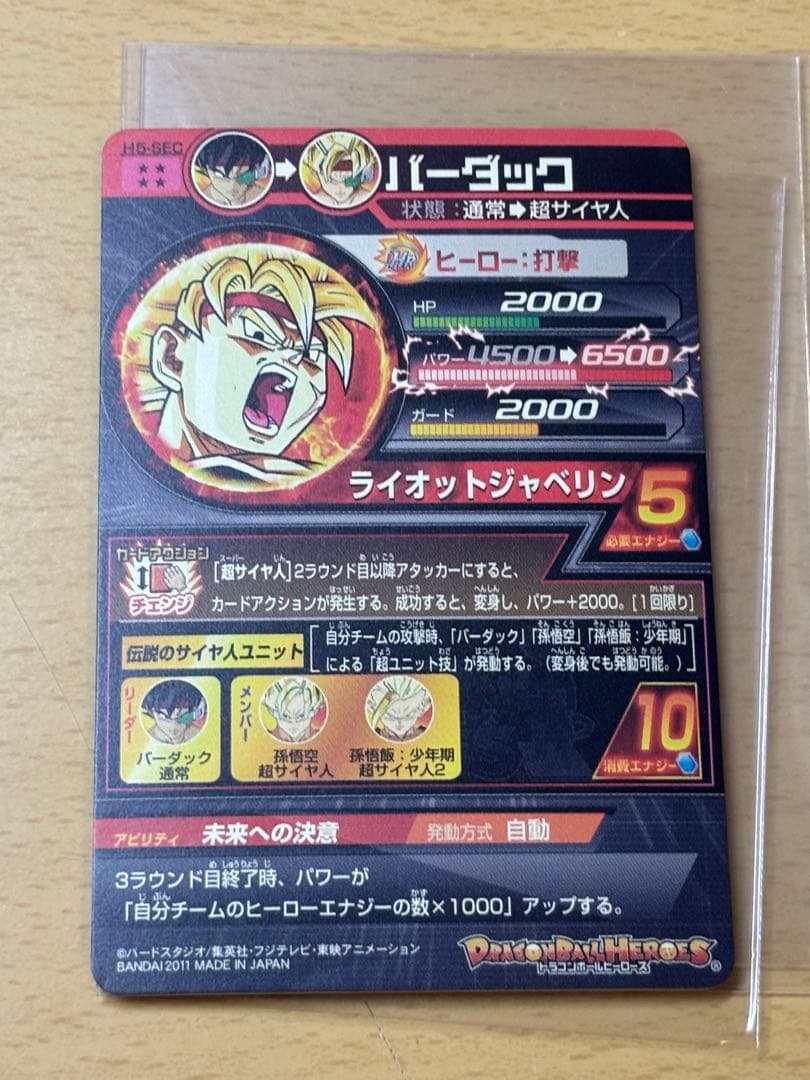 H5-SEC
★★
★★
バーダック
状態：通常➡超サイヤ人
ヒーロー：打撃
HP 2000
パワー 4500➡6500
ガード 2000
ライオットジャベリン 5
必要エナジー
カードアクション
チェンジ
[超サイヤ人]2ラウンド目以降アタッカーにすると、
カードアクションが発生する。成功すると、変身し、パワー+2000。[1回限り]
伝説のサイヤ人ユニット
自分チームの攻撃時、「バーダック」「孫悟空」「孫悟飯：少年期」
による「超ユニット技」が発動する。（変身後でも発動可能。）
リーダー
バーダック
通常
メンバー
孫悟空
超サイヤ人
孫悟飯：少年期
超サイヤ人2
10
消費エナジー
アビリティ 未来への決意 発動方式 自動
3ラウンド目終了時、パワーが
「自分チームのヒーローエナジーの数×1000」アップする。
©バードスタジオ/集英社・フジテレビ・東映アニメーション
BANDAI 2011 MADE IN JAPAN
DRAGONBALL HEROES
ドラゴンボールヒーローズ
®